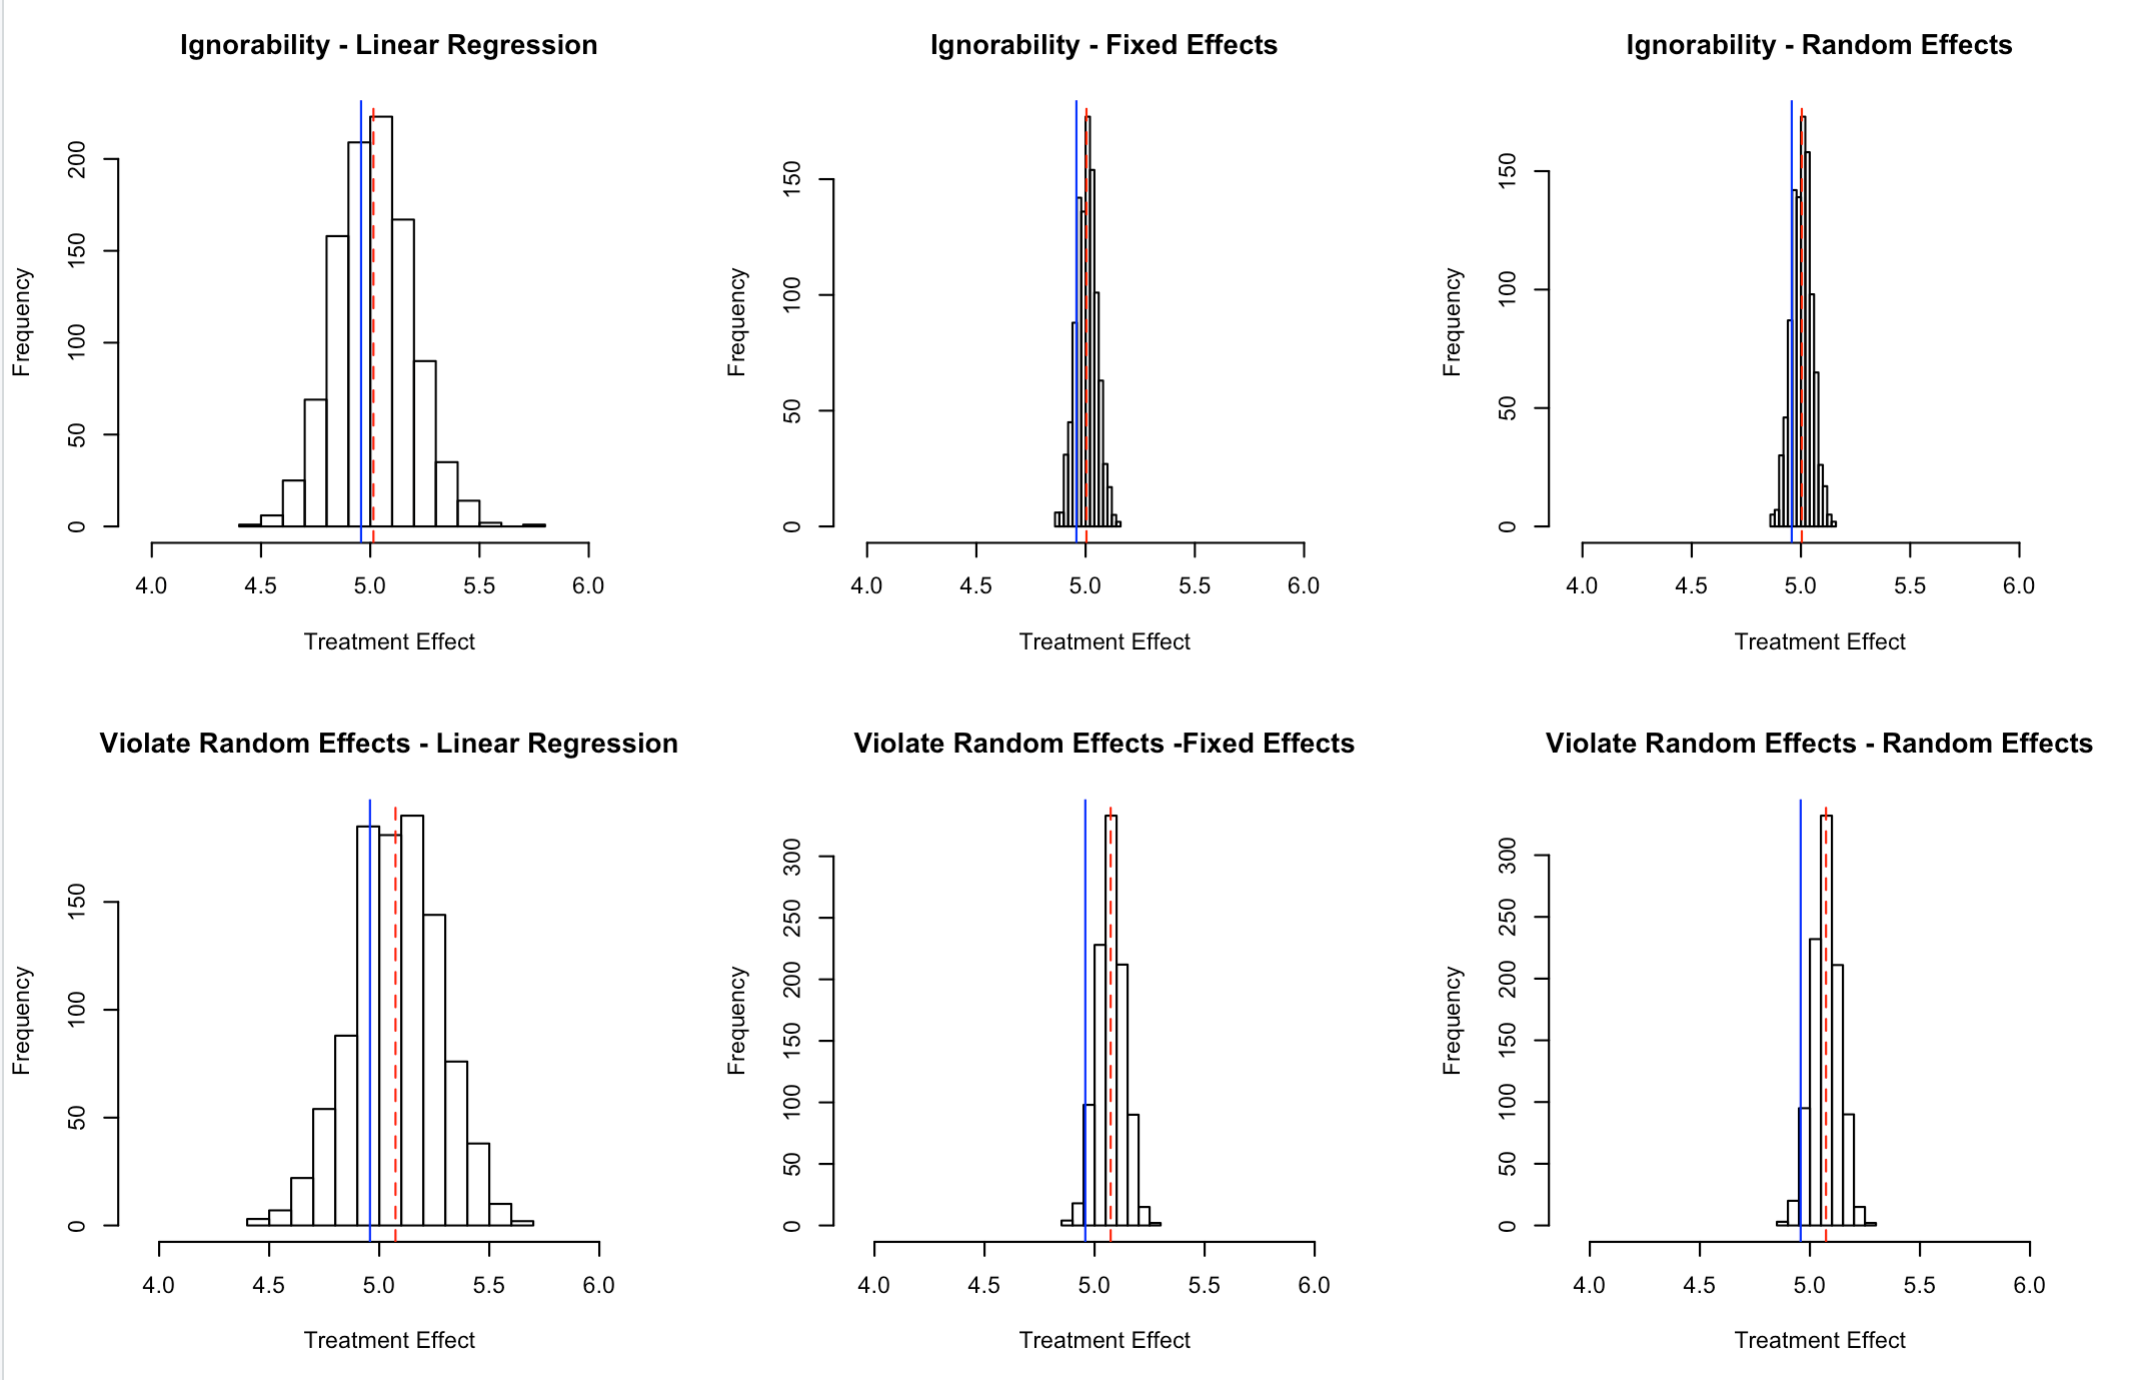 Ignorability - Linear Regression
Frequency
0 50 100 150 200
4.0 4.5 5.0 5.5 6.0
Treatment Effect
Ignorability - Fixed Effects
Frequency
0 50 100 150
4.0 4.5 5.0 5.5 6.0
Treatment Effect
Ignorability - Random Effects
Frequency
0 50 100 150
4.0 4.5 5.0 5.5 6.0
Treatment Effect
Violate Random Effects - Linear Regression
Frequency
0 50 100 150
4.0 4.5 5.0 5.5 6.0
Treatment Effect
Violate Random Effects -Fixed Effects
Frequency
0 50 100 150 200 250 300
4.0 4.5 5.0 5.5 6.0
Treatment Effect
Violate Random Effects - Random Effects
Frequency
0 50 100 150 200 250 300
4.0 4.5 5.0 5.5 6.0
Treatment Effect